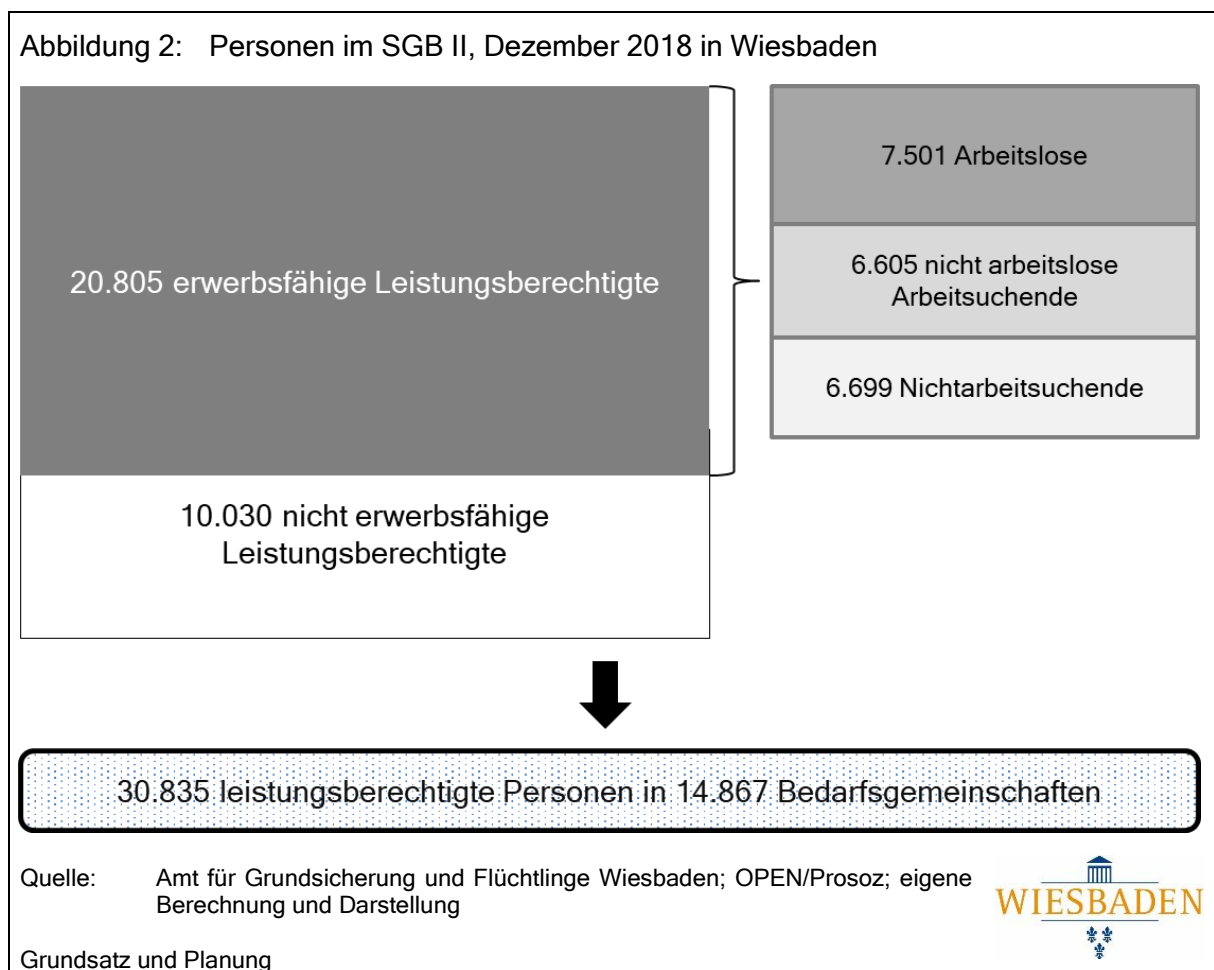 Abbildung 2: Personen im SGB II, Dezember 2018 in Wiesbaden
20.805 erwerbsfähige Leistungsberechtigte
7.501 Arbeitslose
6.605 nicht arbeitslose
Arbeitsuchende
6.699 Nichtarbeitsuchende
10.030 nicht erwerbsfähige
Leistungsberechtigte
30.835 leistungsberechtigte Personen in 14.867 Bedarfsgemeinschaften
Quelle: Amt für Grundsicherung und Flüchtlinge Wiesbaden; OPEN/Prosoz; eigene
Berechnung und Darstellung
WIESBADEN
Grundsatz und Planung